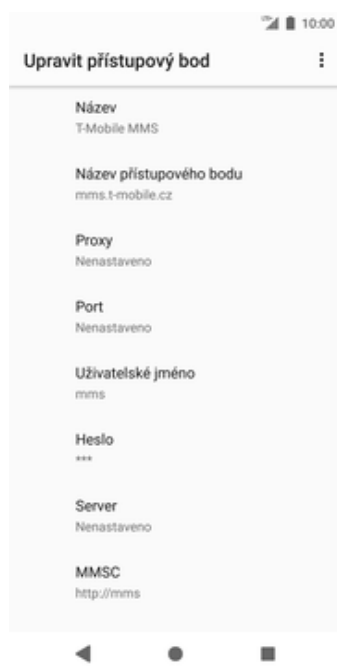 10:00
Upravit přístupový bod
Název
T-Mobile MMS
Název přístupového bodu
mms.t-mobile.cz
Proxy
Nenastaveno
Port
Nenastaveno
Uživatelské jméno
mms
Heslo
***
Server
Nenastaveno
MMSC
http://mms